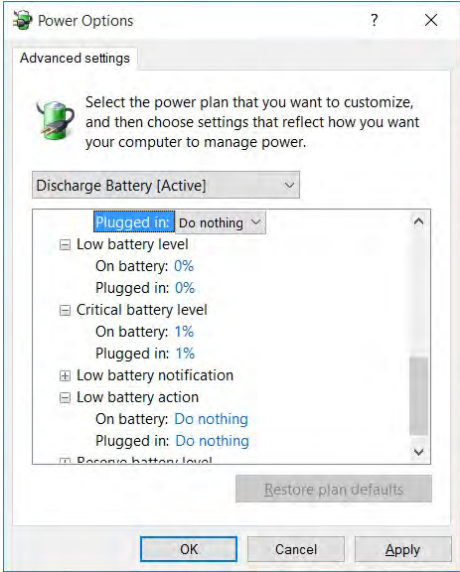 Power Options
Advanced settings
Select the power plan that you want to customize,
and then choose settings that reflect how you want
your computer to manage power.
Discharge Battery [Active]
Plugged in: Do nothing
Low battery level
On battery: 0%
Plugged in: 0%
Critical battery level
On battery: 1%
Plugged in: 1%
Low battery notification
Low battery action
On battery: Do nothing
Plugged in: Do nothing
Reserve battery level
Restore plan defaults
OK Cancel Apply